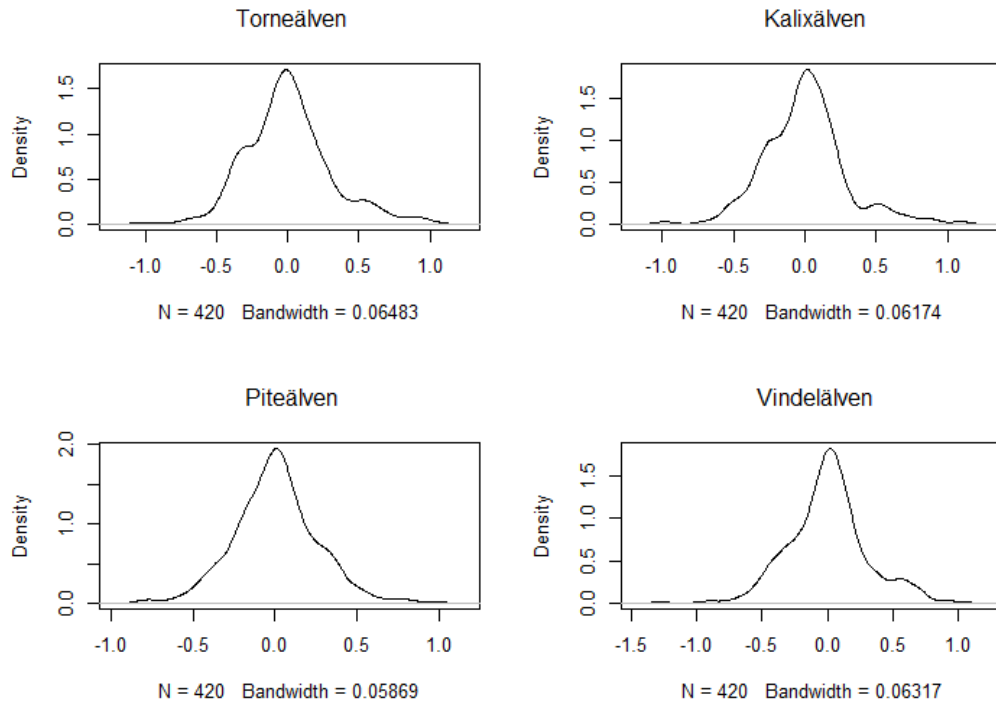 Torneälven
Density
0.0 0.5 1.0 1.5
-1.0 -0.5 0.0 0.5 1.0
N = 420 Bandwidth = 0.06483
Kalixälven
Density
0.0 0.5 1.0 1.5
-1.0 -0.5 0.0 0.5 1.0
N = 420 Bandwidth = 0.06174
Piteälven
Density
0.0 1.0 2.0
-1.0 -0.5 0.0 0.5 1.0
N = 420 Bandwidth = 0.05869
Vindelälven
Density
0.0 0.5 1.0 1.5
-1.5 -1.0 -0.5 0.0 0.5 1.0
N = 420 Bandwidth = 0.06317